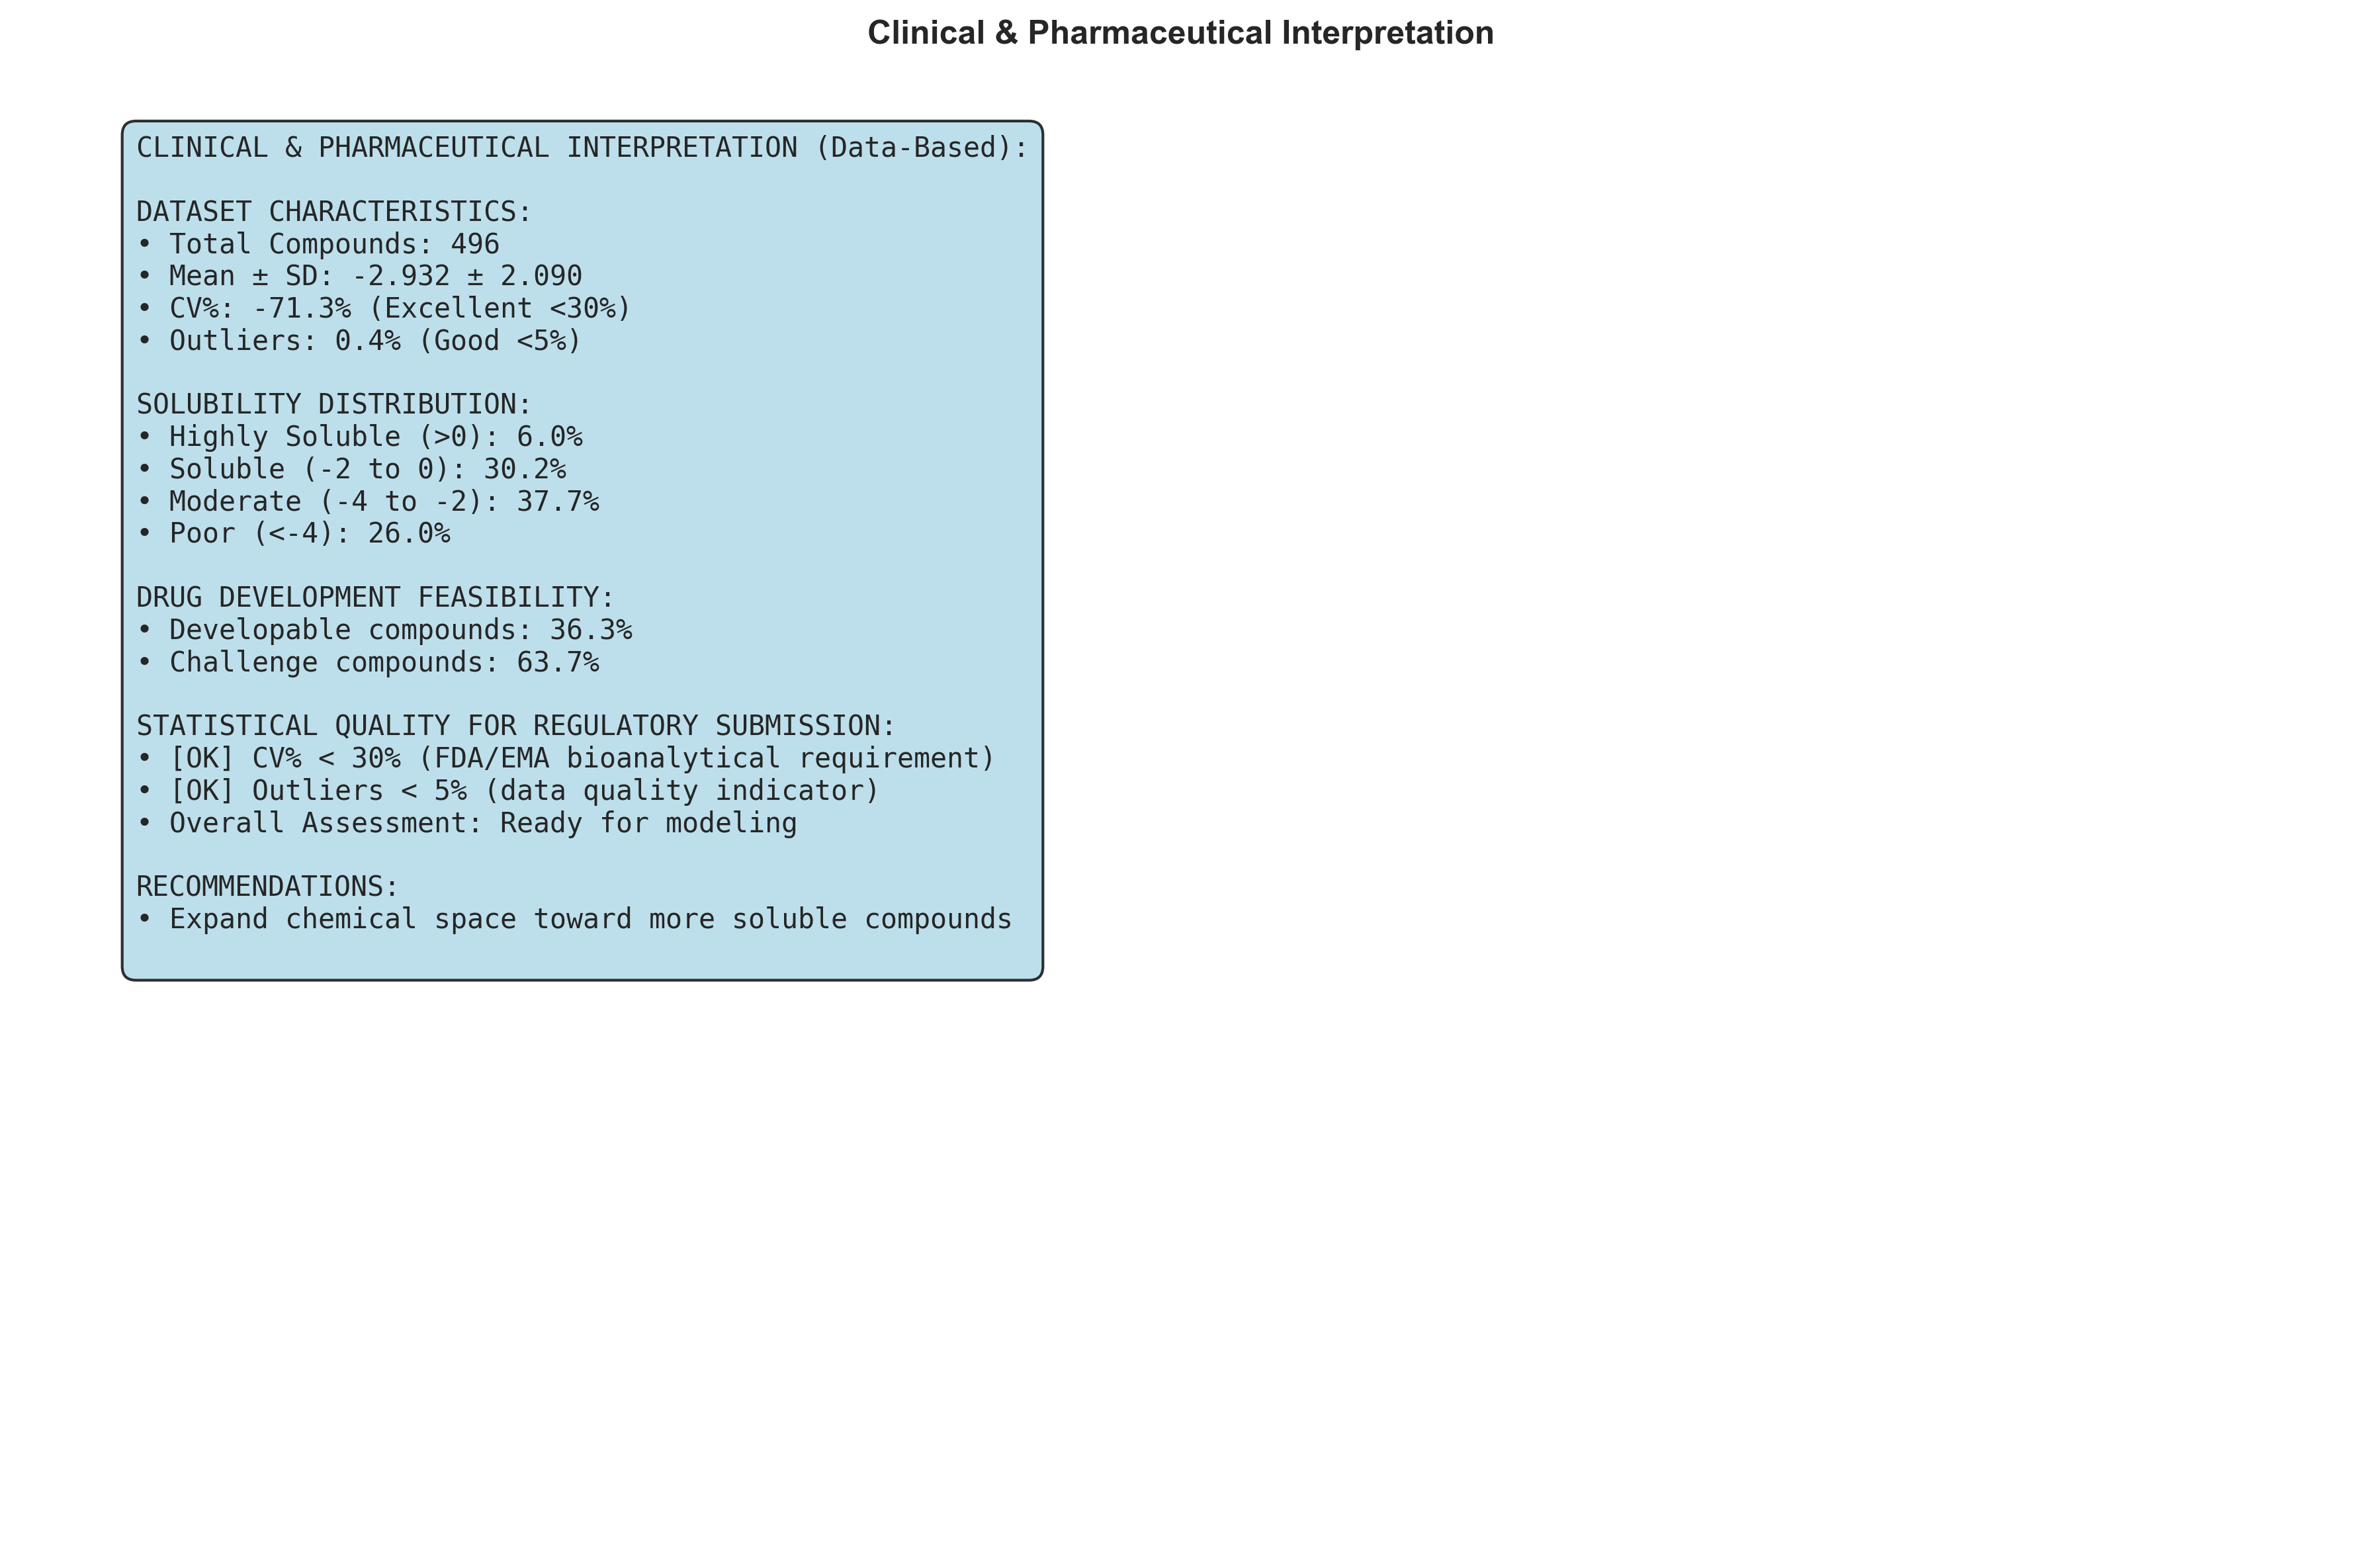 Clinical & Pharmaceutical Interpretation
CLINICAL & PHARMACEUTICAL INTERPRETATION (Data-Based):
DATASET CHARACTERISTICS:
• Total Compounds: 496
• Mean ± SD: -2.932 ± 2.090
• CV%: -71.3% (Excellent <30%)
• Outliers: 0.4% (Good <5%)
SOLUBILITY DISTRIBUTION:
• Highly Soluble (>0): 6.0%
• Soluble (-2 to 0): 30.2%
• Moderate (-4 to -2): 37.7%
• Poor (<-4): 26.0%
DRUG DEVELOPMENT FEASIBILITY:
• Developable compounds: 36.3%
• Challenge compounds: 63.7%
STATISTICAL QUALITY FOR REGULATORY SUBMISSION:
• [OK] CV% < 30% (FDA/EMA bioanalytical requirement)
• [OK] Outliers < 5% (data quality indicator)
• Overall Assessment: Ready for modeling
RECOMMENDATIONS:
• Expand chemical space toward more soluble compounds